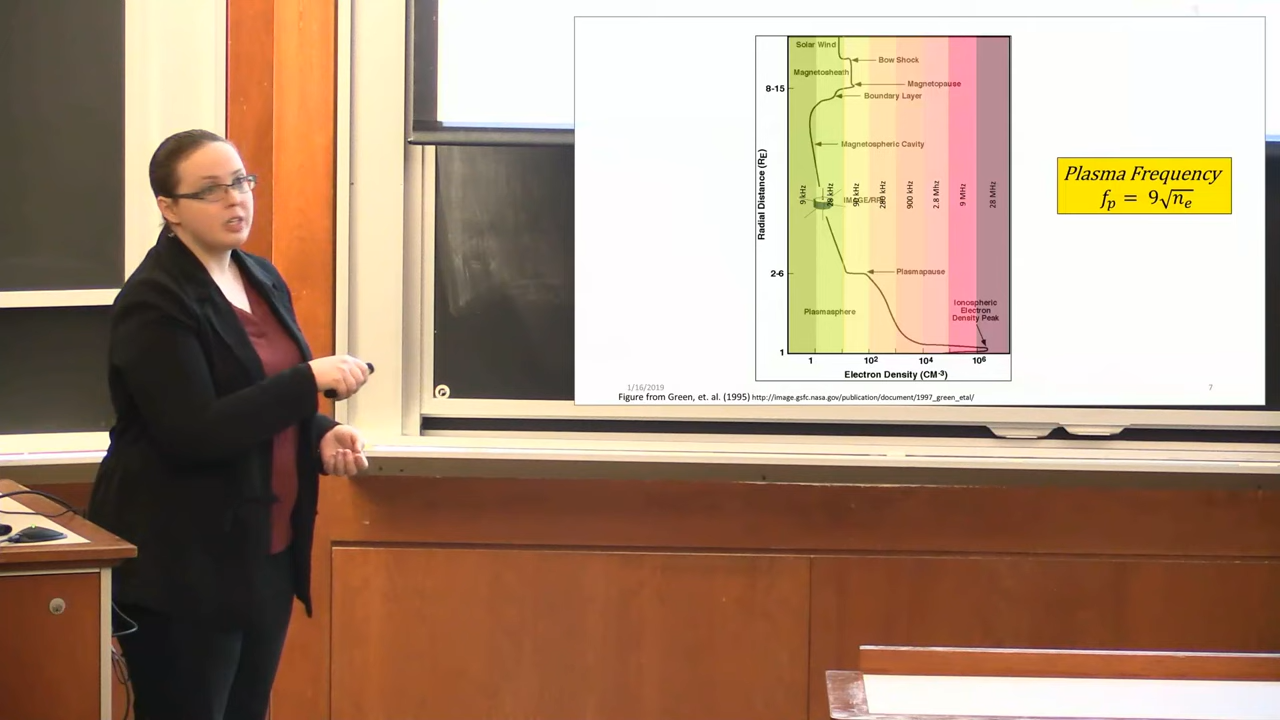 Solar Wind
Bow Shock
Magnetosheath
Magnetopause
8-15
Boundary Layer
Magnetospheric Cavity
Radial Distance (RE)
9 kHz
28 kHz
90 kHz
280 kHz
900 kHz
2.8 Mhz
9 MHz
28 MHz
IMAGE/RPI
2-6
Plasmapause
Plasmasphere
Ionospheric
Electron
Density Peak
1
1 10² 10⁴ 10⁶
Electron Density (CM⁻³)
Plasma Frequency
fₚ = 9√nₑ
1/16/2019
7
Figure from Green, et. al. (1995) http://image.gsfc.nasa.gov/publication/document/1997_green_etal/